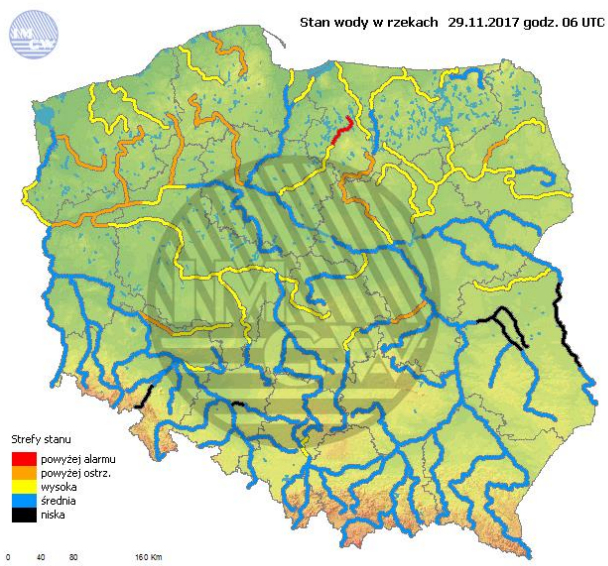 Stan wody w rzekach 29.11.2017 godz. 06 UTC
IMGW
Strefy stanu
powyżej alarmu
powyżej ostrz.
wysoka
średnia
niska
0 40 80 160 Km